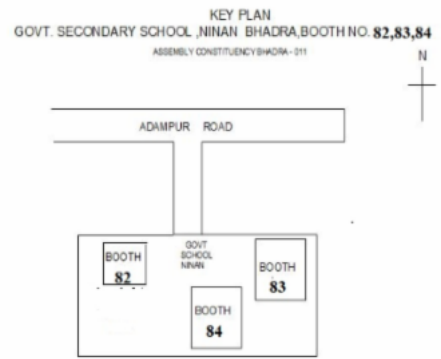 KEY PLAN
GOVT. SECONDARY SCHOOL ,NINAN BHADRA,BOOTH NO. 82,83,84
ASSEMBLY CONSTITUENCY BHADRA - 011
N
ADAMPUR ROAD
GOVT
SCHOOL
NINAN
BOOTH
82
BOOTH
83
BOOTH
84